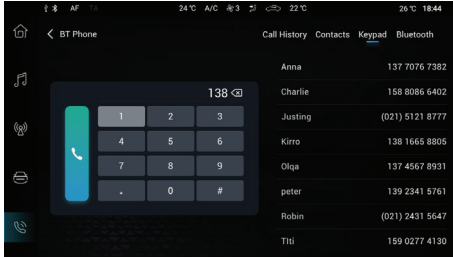 AF TA 24℃ A/C 3 22℃ 26℃ 18:44
BT Phone
Call History Contacts Keypad Bluetooth
138
1 2 3
4 5 6
7 8 9
. 0 #
Anna 137 7076 7382
Charlie 158 8086 6402
Justing (021) 5121 8777
Kirro 138 1665 8805
Olqa 137 4567 8931
peter 139 2341 5761
Robin (021) 2431 5647
TIti 159 0277 4130